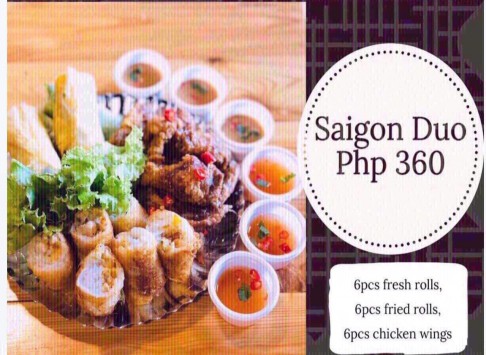 Saigon Duo
Php 360
6pcs fresh rolls,
6pcs fried rolls,
6pcs chicken wings